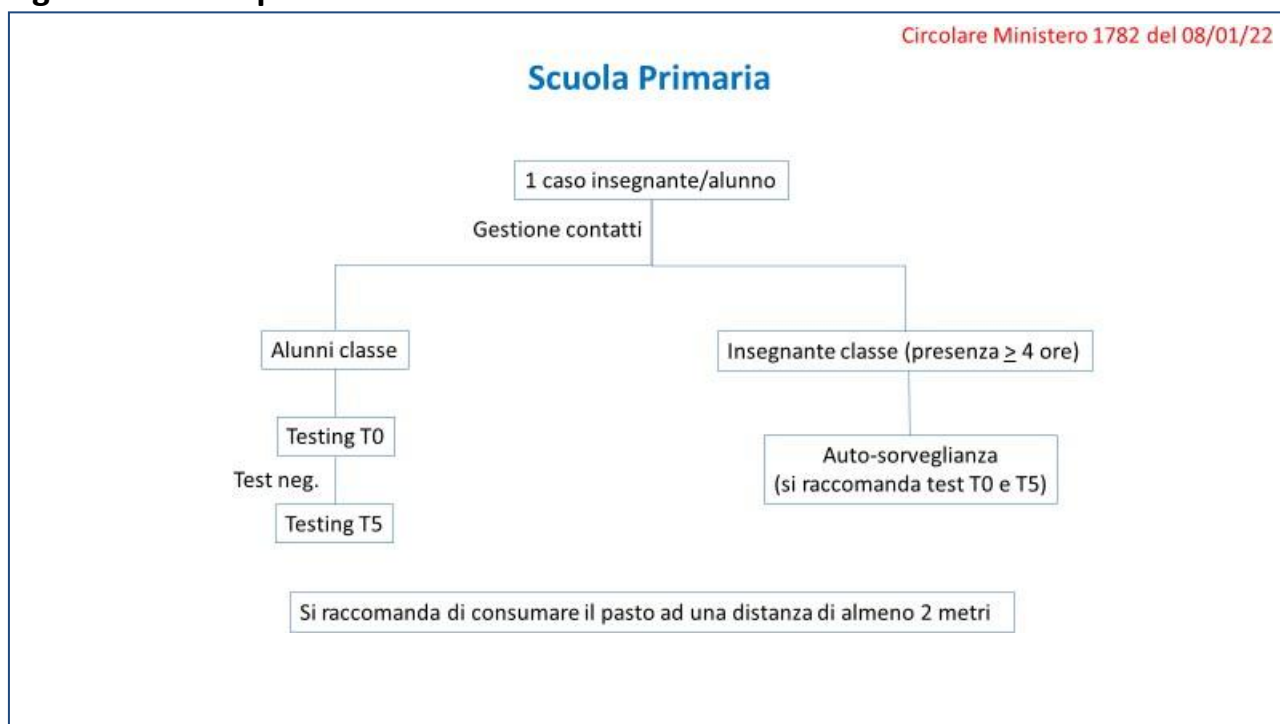 Circolare Ministero 1782 del 08/01/22
Scuola Primaria
1 caso insegnante/alunno
Gestione contatti
Alunni classe
Insegnante classe (presenza ≥ 4 ore)
Testing T0
Auto-sorveglianza
(si raccomanda test T0 e T5)
Test neg.
Testing T5
Si raccomanda di consumare il pasto ad una distanza di almeno 2 metri